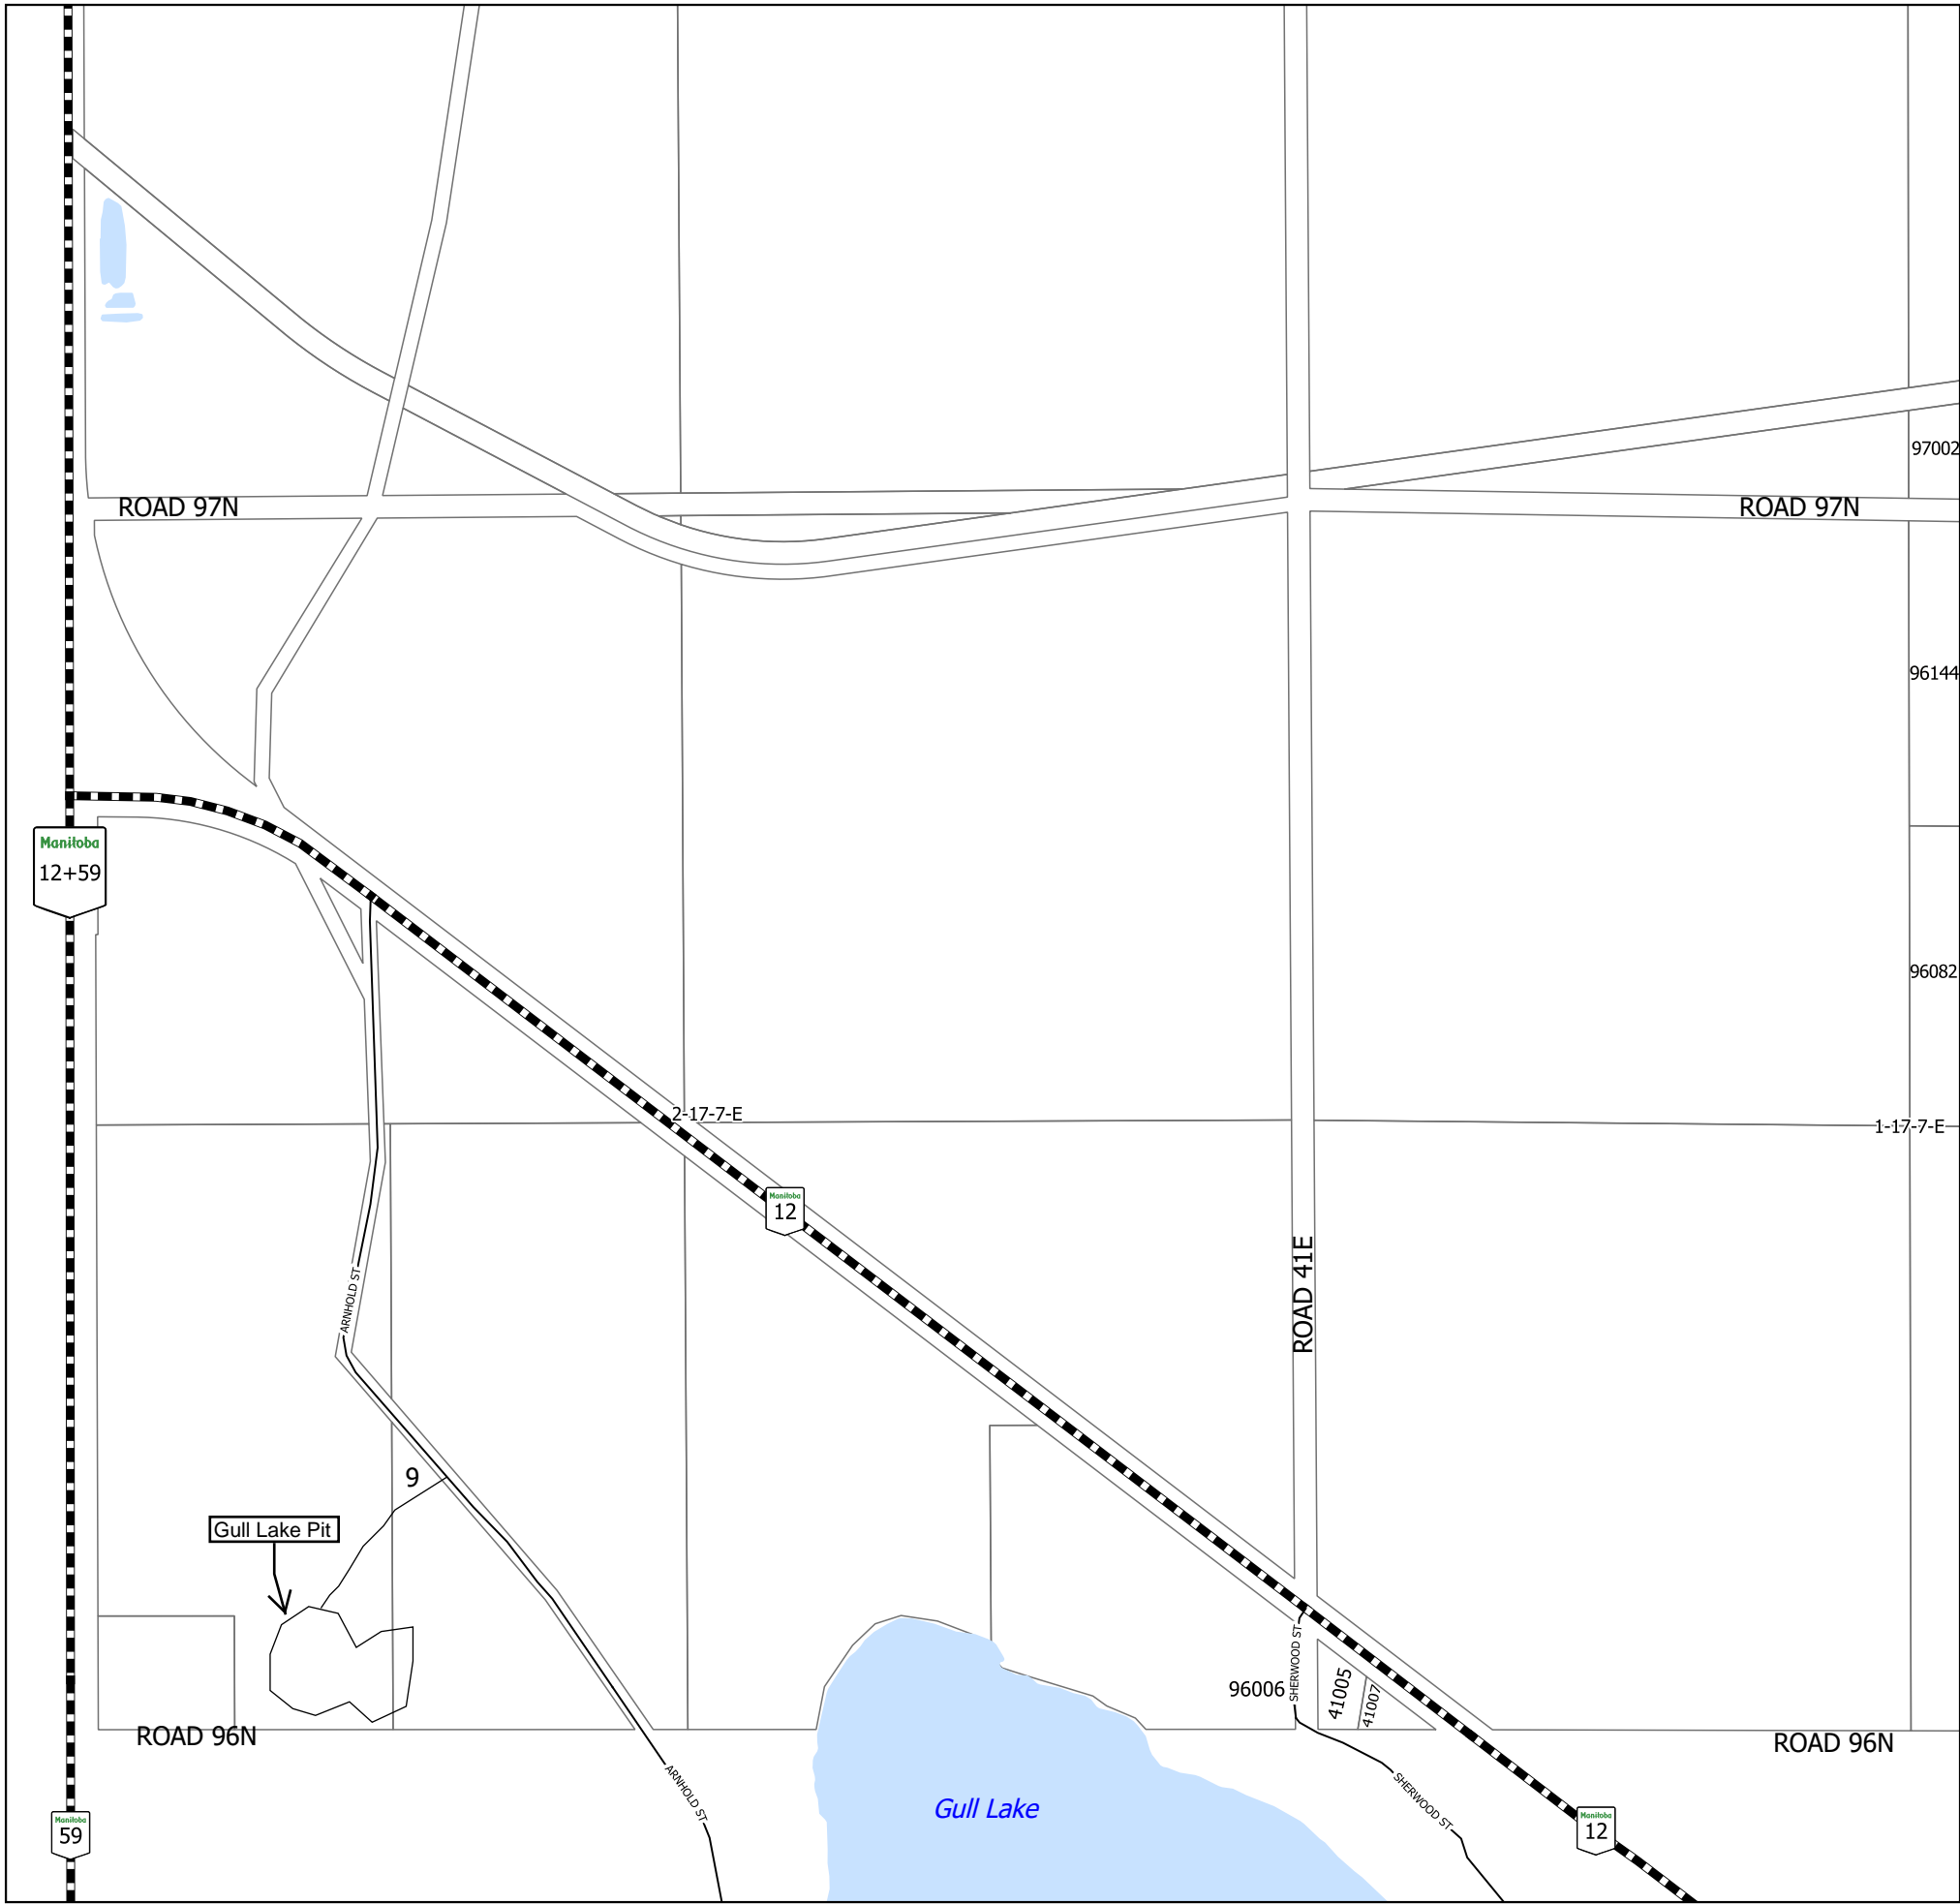 97002
ROAD 97N
ROAD 97N
96144
Manitoba
12+59
96082
2-17-7-E
1-17-7-E
Manitoba
12
ROAD 41E
ARNHOLD ST
9
Gull Lake Pit
SHERWOOD ST
96006
41005
41007
ROAD 96N
ROAD 96N
ARNHOLD ST
SHERWOOD ST
Gull Lake
Manitoba
59
Manitoba
12